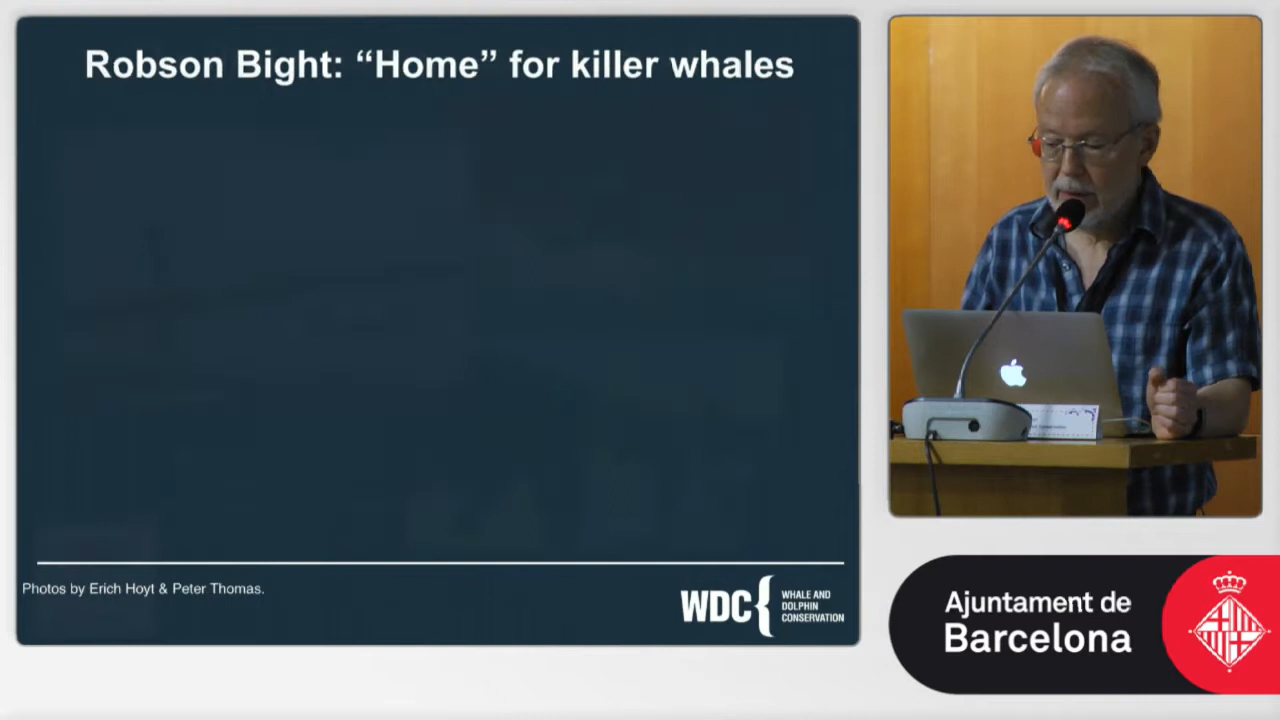 Robson Bight: “Home” for killer whales
Photos by Erich Hoyt & Peter Thomas.
WDC
WHALE AND
DOLPHIN
CONSERVATION
Ajuntament de
Barcelona